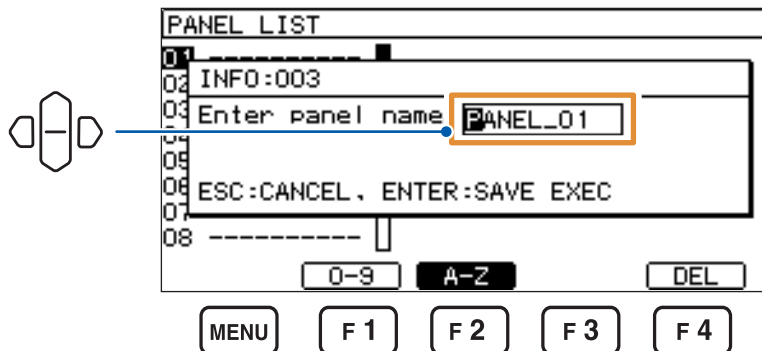 PANEL LIST
01 ----------
02
INFO:003
03
Enter panel name PANEL_01
04
05
06
ESC:CANCEL, ENTER:SAVE EXEC
07
08 ----------
0-9 A-Z DEL
MENU F 1 F 2 F 3 F 4